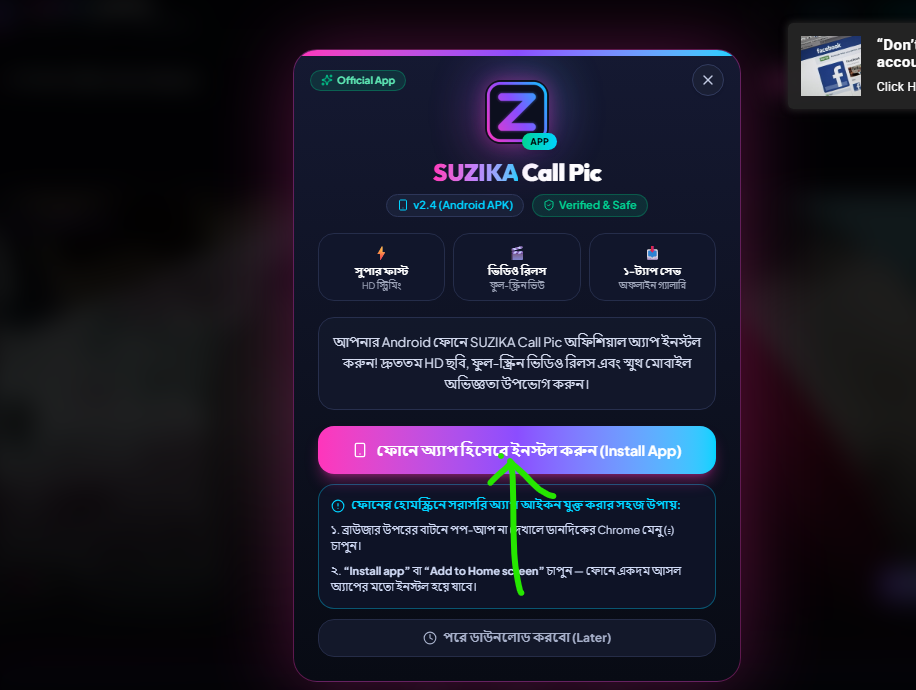 Official App
"Don't
accou
Click H
facebook
Z
APP
SUZIKA Call Pic
v2.4 (Android APK)
Verified & Safe
সুপার ফাস্ট
HD স্ট্রিমিং
ভিডিও রিলস
ফুল-স্ক্রিন ভিউ
১-ট্যাপ সেভ
অফলাইন গ্যালারি
আপনার Android ফোনে SUZIKA Call Pic অফিশিয়াল অ্যাপ ইনস্টল
করুন! দ্রুততম HD ছবি, ফুল-স্ক্রিন ভিডিও রিলস এবং স্মুথ মোবাইল
অভিজ্ঞতা উপভোগ করুন।
ফোনে অ্যাপ হিসেবে ইনস্টল করুন (Install App)
ফোনের হোমস্ক্রিনে সরাসরি অ্যাপ আইকন যুক্ত করার সহজ উপায়:
১. ব্রাউজার উপরের বাটনে পপ-আপ না দেখালে ডানদিকের Chrome মেনু (⋮)
চাপুন।
২. “Install app” বা “Add to Home screen” চাপুন — ফোনে একদম আসল
অ্যাপের মতো ইনস্টল হয়ে যাবে।
পরে ডাউনলোড করবো (Later)